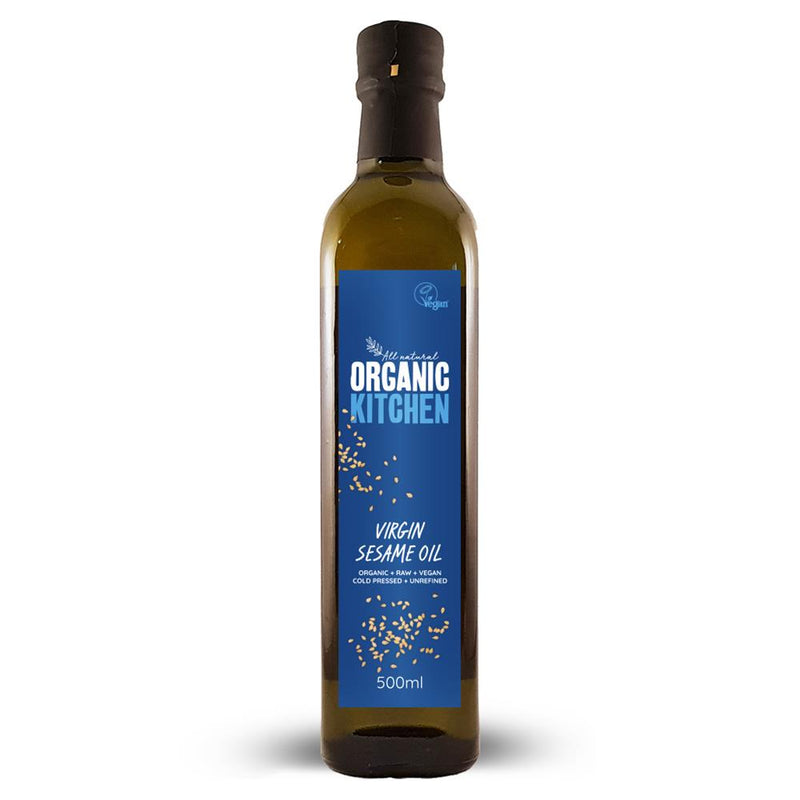 Vegan
All natural
ORGANIC
KITCHEN
VIRGIN
SESAME OIL
ORGANIC + RAW + VEGAN
COLD PRESSED + UNREFINED
500ml